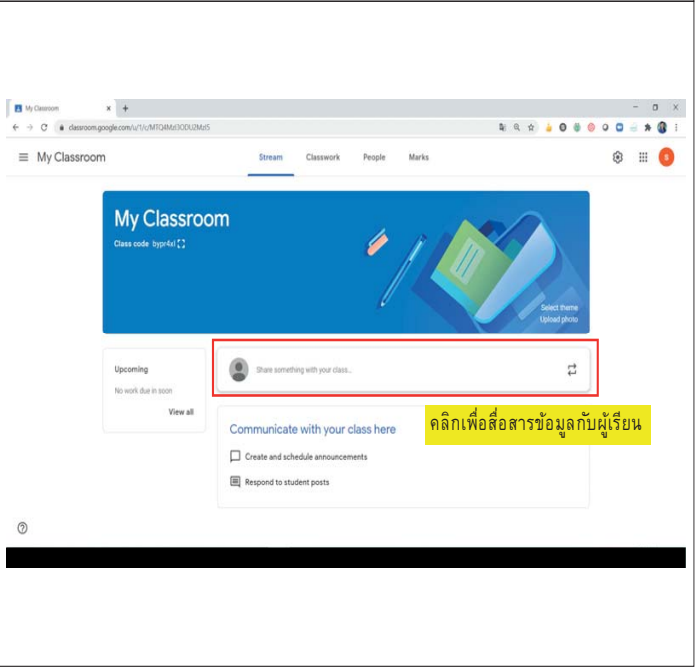 My Classroom
classroom.google.com/u/1/c/MTQ4MzI3ODU2MzI5
My Classroom
Stream Classwork People Marks
S
My Classroom
Class code bypr4xl
Select theme
Upload photo
Upcoming
No work due in soon
View all
Share something with your class…
คลิกเพื่อสื่อสารข้อมูลกับผู้เรียน
Communicate with your class here
Create and schedule announcements
Respond to student posts